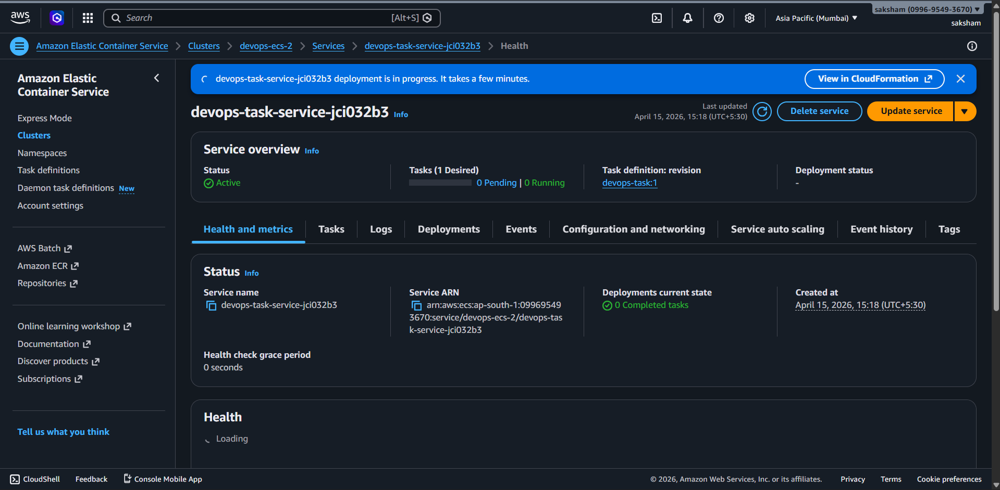 aws
Search [Alt+S]
Asia Pacific (Mumbai)
saksham (0996-9549-3670)
saksham
Amazon Elastic Container Service
Clusters
devops-ecs-2
Services
devops-task-service-jci032b3
Health
Amazon Elastic
Container Service
Express Mode
Clusters
Namespaces
Task definitions
Daemon task definitions New
Account settings
AWS Batch
Amazon ECR
Repositories
Online learning workshop
Documentation
Discover products
Subscriptions
Tell us what you think
devops-task-service-jci032b3 deployment is in progress. It takes a few minutes.
View in CloudFormation
devops-task-service-jci032b3 Info
Last updated
April 15, 2026, 15:18 (UTC+5:30)
Delete service
Update service
Service overview Info
Status
Active
Tasks (1 Desired)
0 Pending | 0 Running
Task definition: revision
devops-task:1
Deployment status
-
Health and metrics
Tasks
Logs
Deployments
Events
Configuration and networking
Service auto scaling
Event history
Tags
Status Info
Service name
devops-task-service-jci032b3
Service ARN
arn:aws:ecs:ap-south-1:09969549
3670:service/devops-ecs-2/devops-tas
k-service-jci032b3
Deployments current state
0 Completed tasks
Created at
April 15, 2026, 15:18 (UTC+5:30)
Health check grace period
0 seconds
Health
Loading
CloudShell
Feedback
Console Mobile App
© 2026, Amazon Web Services, Inc. or its affiliates.
Privacy
Terms
Cookie preferences